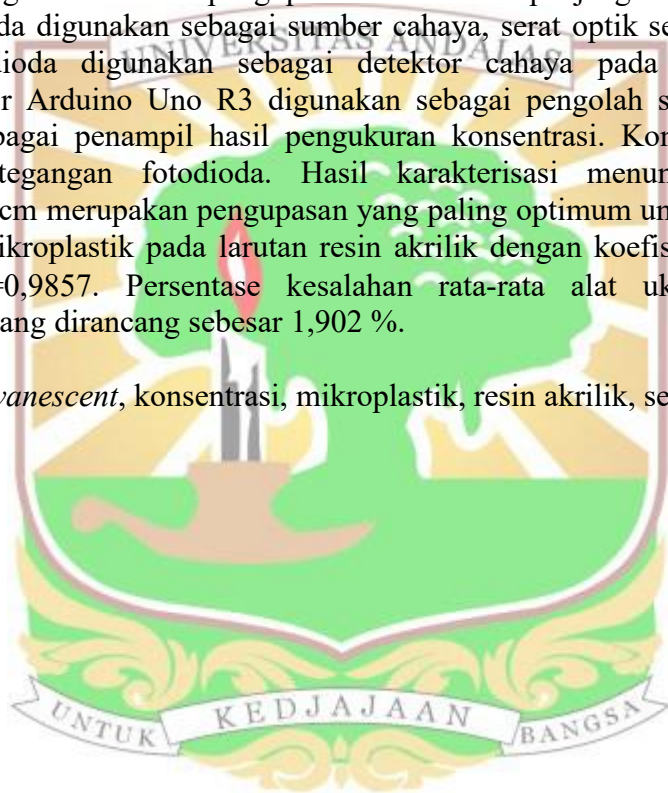 da digunakan sebagai sumber cahaya, serat optik se
UNIVERSITAS ANDALAS
ioda digunakan sebagai detektor cahaya pada
r Arduino Uno R3 digunakan sebagai pengolah s
bagai penampil hasil pengukuran konsentrasi. Kon
tegangan fotodioda. Hasil karakterisasi menun
cm merupakan pengupasan yang paling optimum un
ikroplastik pada larutan resin akrilik dengan koefis
=0,9857. Persentase kesalahan rata-rata alat uk
ang dirancang sebesar 1,902 %.
vanescent, konsentrasi, mikroplastik, resin akrilik, se
UNTUK KEDJAJAAN BANGSA